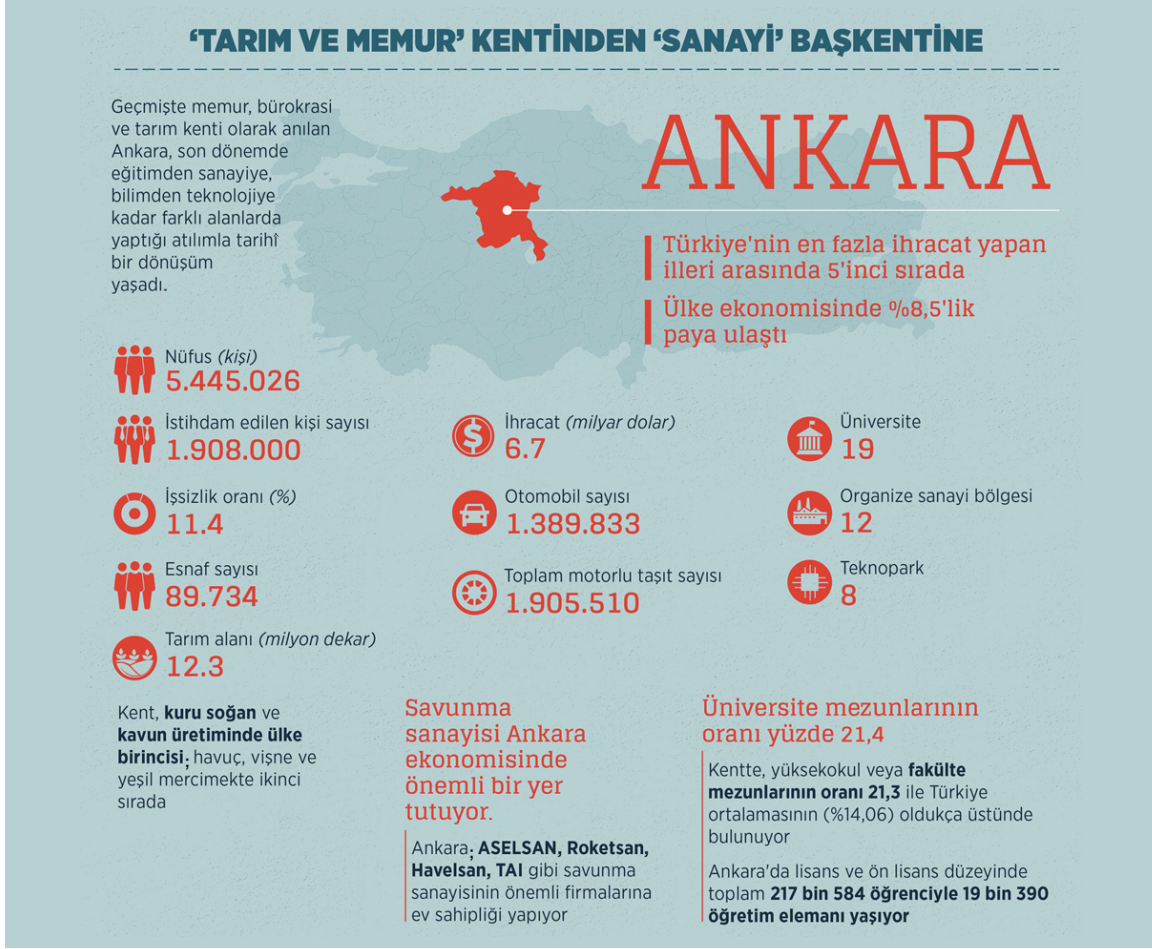 ‘TARIM VE MEMUR’ KENTİNDEN ‘SANAYİ’ BAŞKENTİNE
Geçmişte memur, bürokrasi
ve tarım kenti olarak anılan
Ankara, son dönemde
eğitimden sanayiye,
bilimden teknolojiye
kadar farklı alanlarda
yaptığı atılımla tarihî
bir dönüşüm
yaşadı.
ANKARA
Türkiye'nin en fazla ihracat yapan
illeri arasında 5'inci sırada
Ülke ekonomisinde %8,5'lik
paya ulaştı
Nüfus (kişi)
5.445.026
İstihdam edilen kişi sayısı
1.908.000
İşsizlik oranı (%)
11.4
Esnaf sayısı
89.734
Tarım alanı (milyon dekar)
12.3
İhracat (milyar dolar)
6.7
Otomobil sayısı
1.389.833
Toplam motorlu taşıt sayısı
1.905.510
Üniversite
19
Organize sanayi bölgesi
12
Teknopark
8
Kent, kuru soğan ve
kavun üretiminde ülke
birincisi; havuç, vişne ve
yeşil mercimekte ikinci
sırada
Savunma
sanayisi Ankara
ekonomisinde
önemli bir yer
tutuyor.
Ankara; ASELSAN, Roketsan,
Havelsan, TAI gibi savunma
sanayisinin önemli firmalarına
ev sahipliği yapıyor
Üniversite mezunlarının
oranı yüzde 21,4
Kentte, yüksekokul veya fakülte
mezunlarının oranı 21,3 ile Türkiye
ortalamasının (%14,06) oldukça üstünde
bulunuyor
Ankara'da lisans ve ön lisans düzeyinde
toplam 217 bin 584 öğrenciyle 19 bin 390
öğretim elemanı yaşıyor